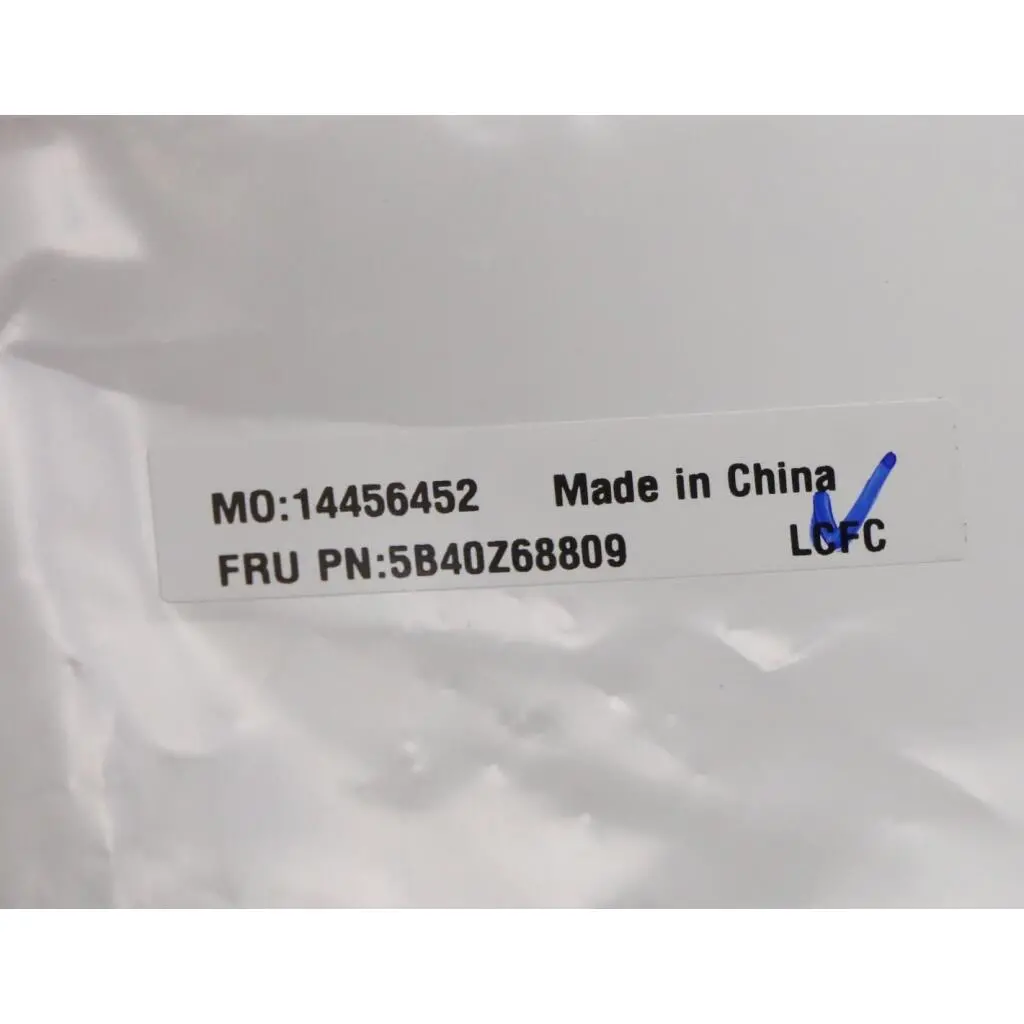 MO:14456452 Made in China
FRU PN:5B40Z68809 LCFC